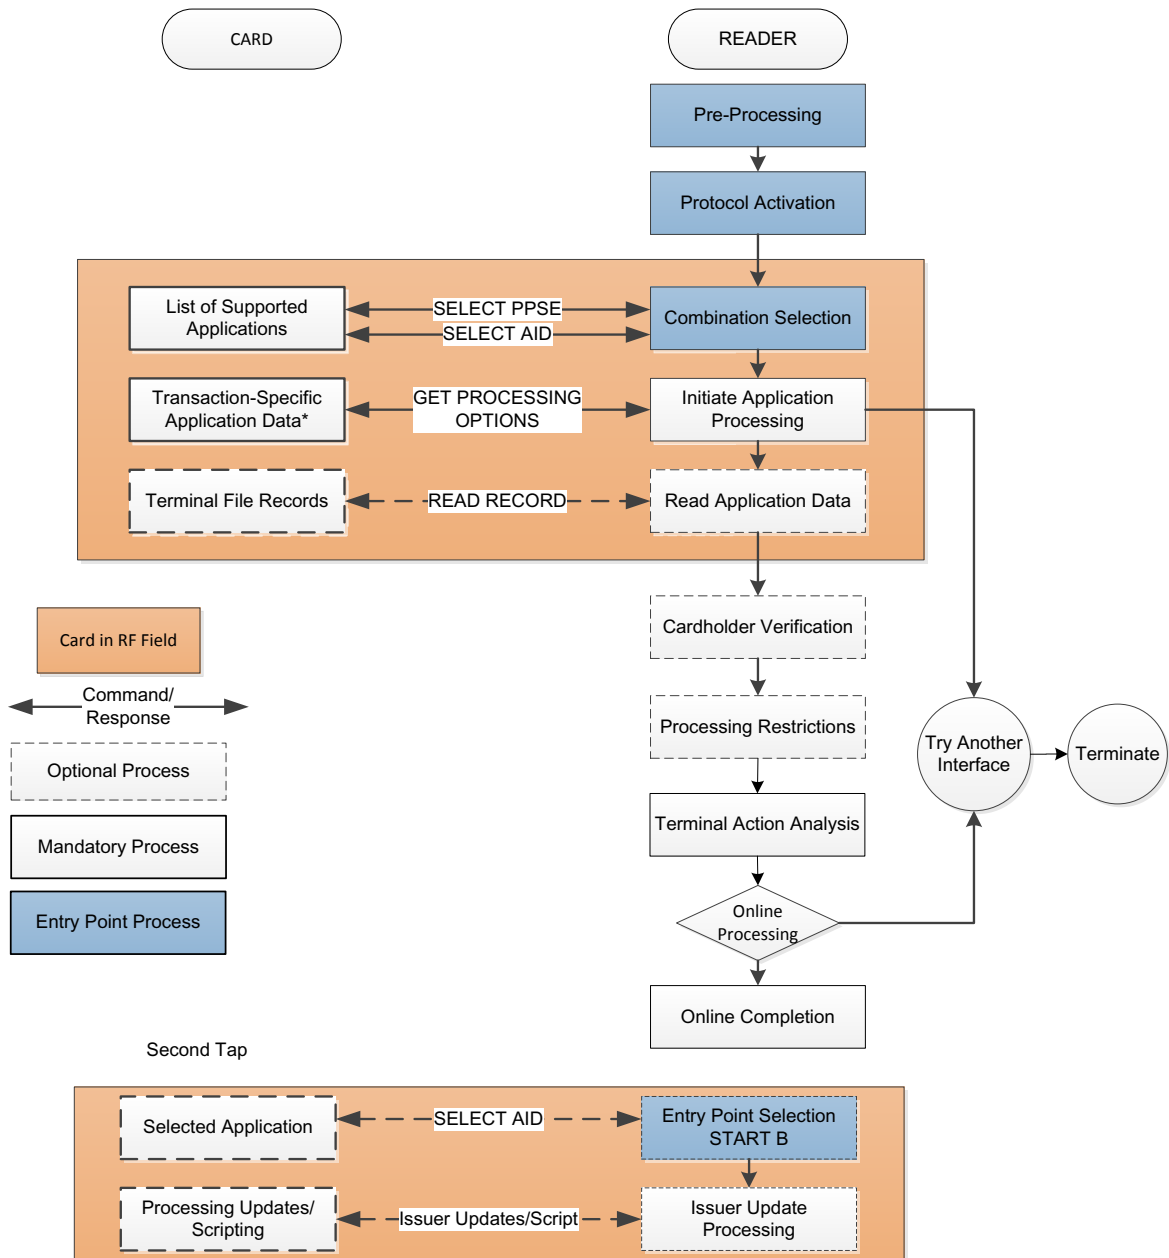 CARD
READER
Pre-Processing
Protocol Activation
List of Supported
Applications
SELECT PPSE
SELECT AID
Combination Selection
Transaction-Specific
Application Data*
GET PROCESSING
OPTIONS
Initiate Application
Processing
Terminal File Records
READ RECORD
Read Application Data
Card in RF Field
Command/
Response
Optional Process
Mandatory Process
Entry Point Process
Cardholder Verification
Processing Restrictions
Try Another
Interface
Terminate
Terminal Action Analysis
Online
Processing
Online Completion
Second Tap
Selected Application
SELECT AID
Entry Point Selection
START B
Processing Updates/
Scripting
Issuer Updates/Script
Issuer Update
Processing